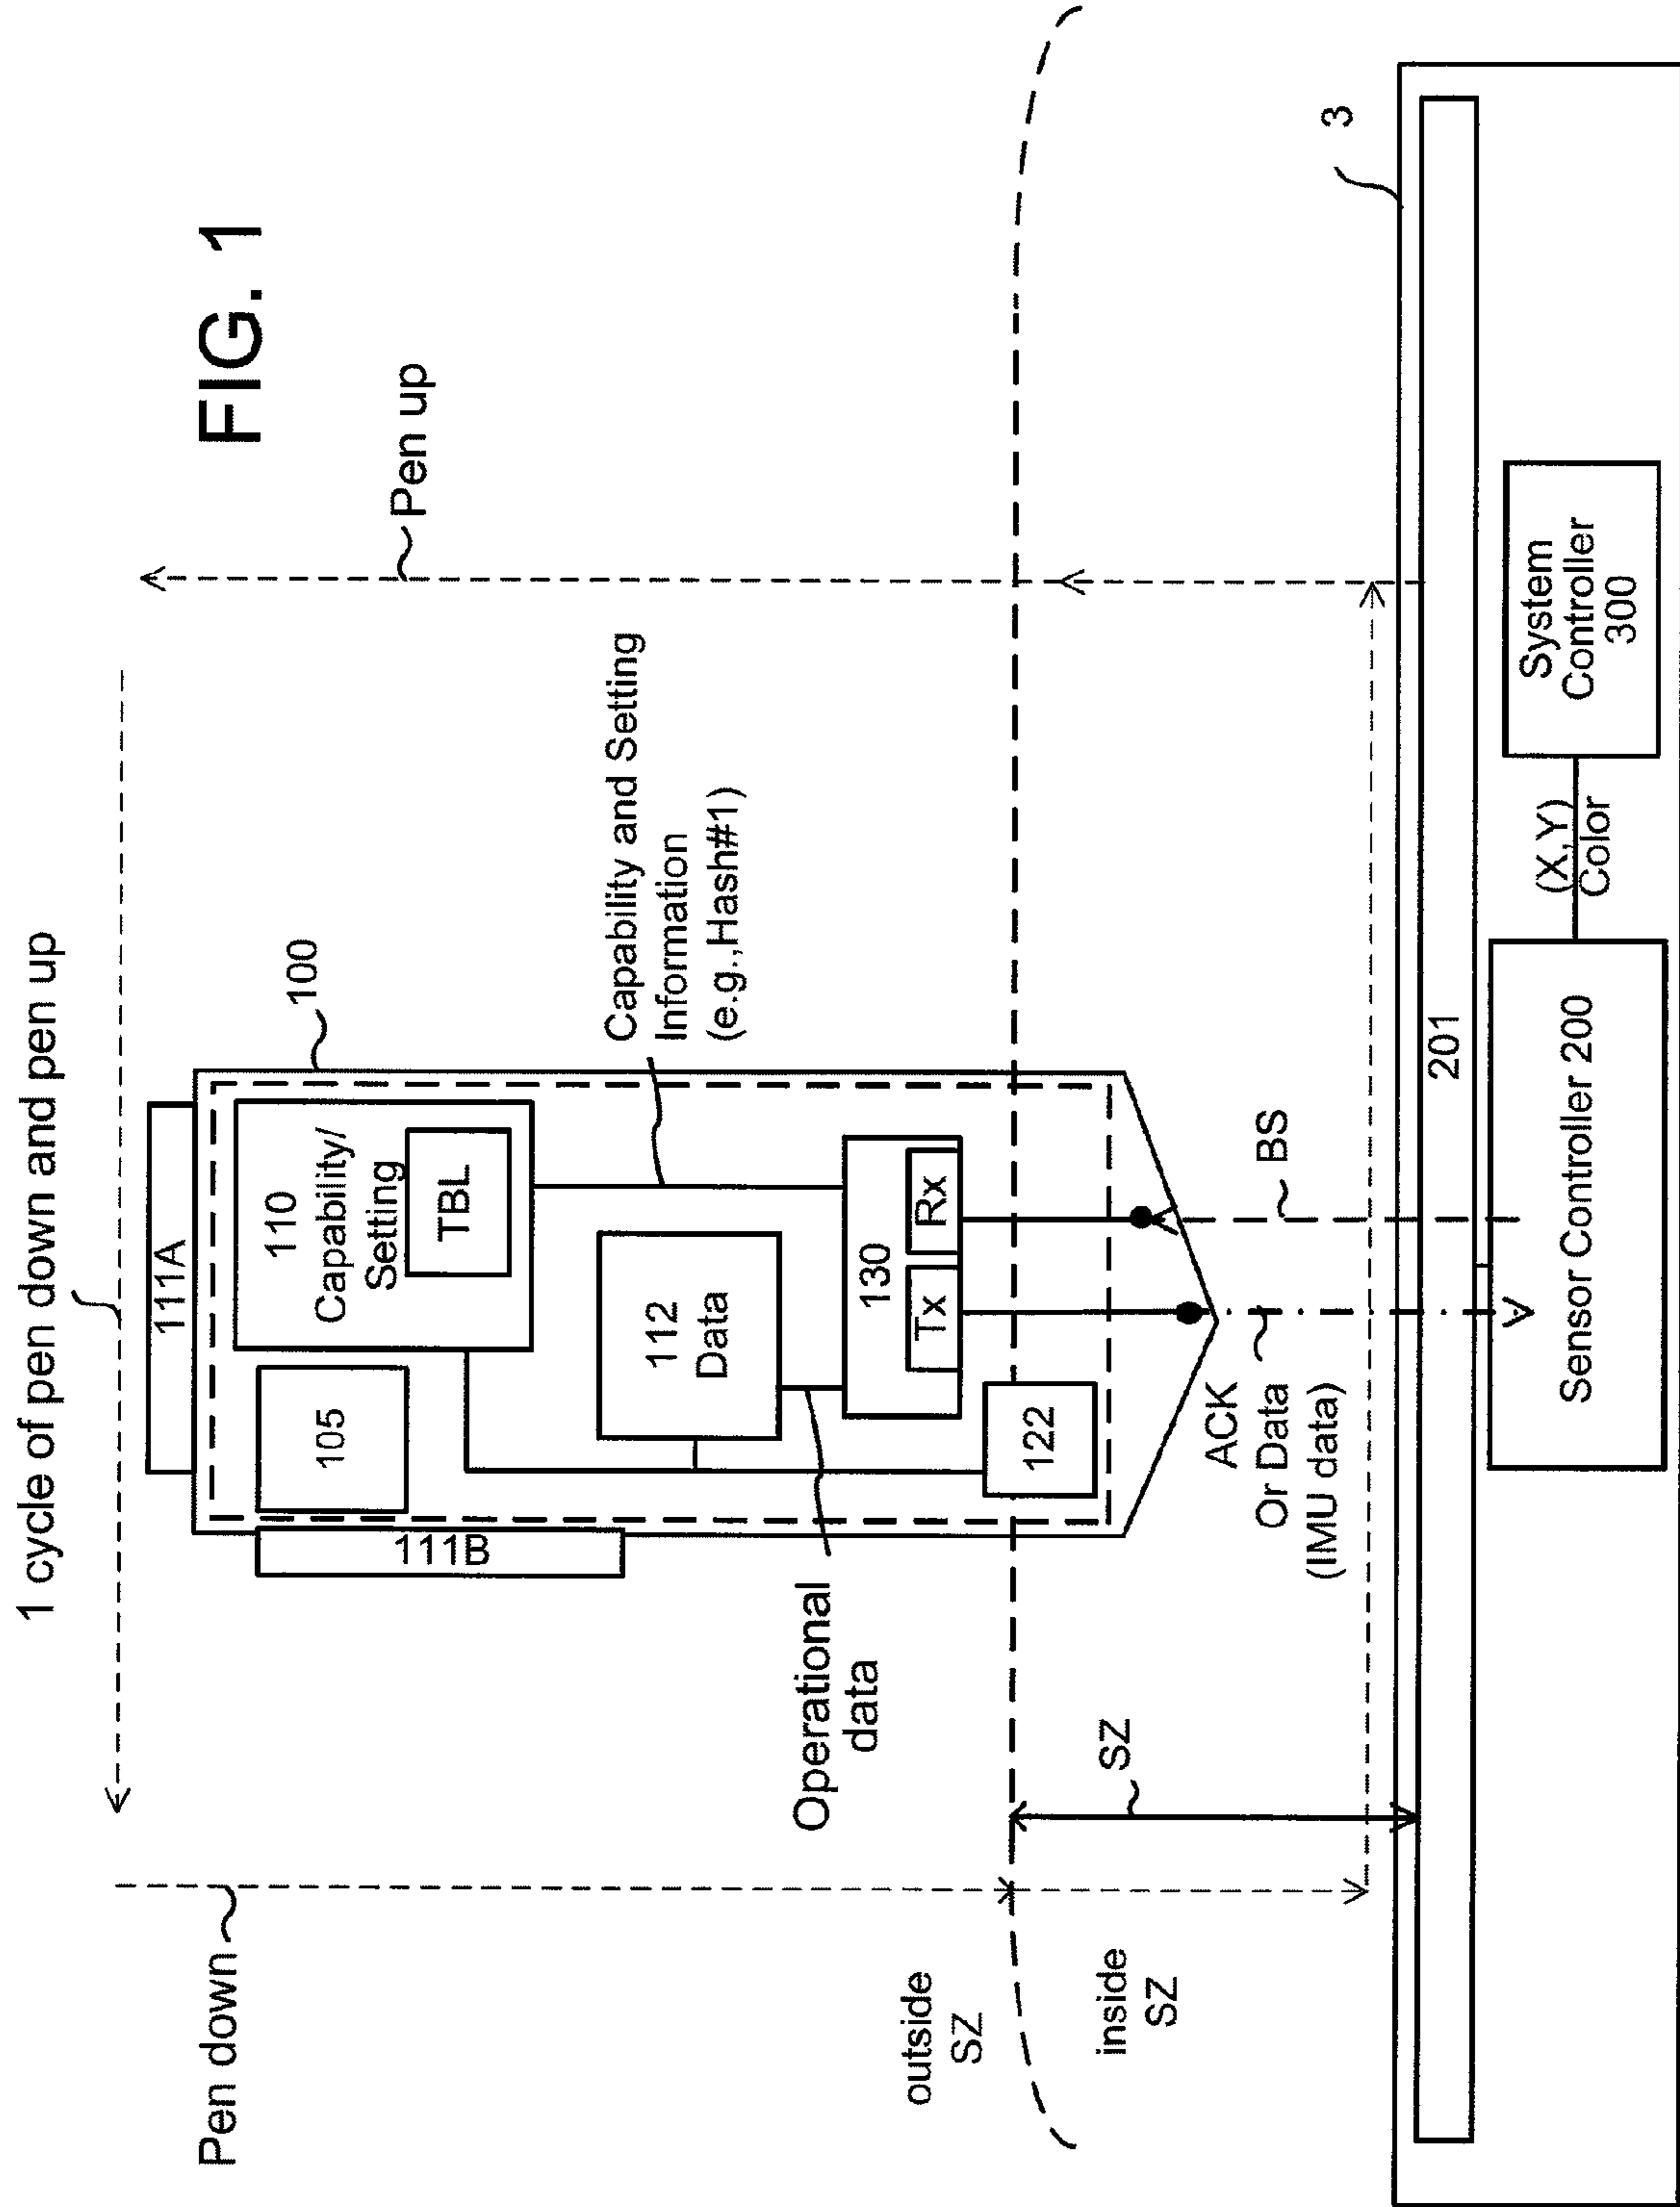 FIG. 1
1 cycle of pen down and pen up
Pen down
Pen up
111A
100
111B
105
110
Capability/
Setting
TBL
Capability and Setting
Information
(e.g.,Hash#1)
112
Data
Operational
data
130
Tx
Rx
122
outside
SZ
inside
SZ
SZ
ACK
Or Data
(IMU data)
BS
3
201
Sensor Controller 200
(X,Y)
Color
System
Controller
300